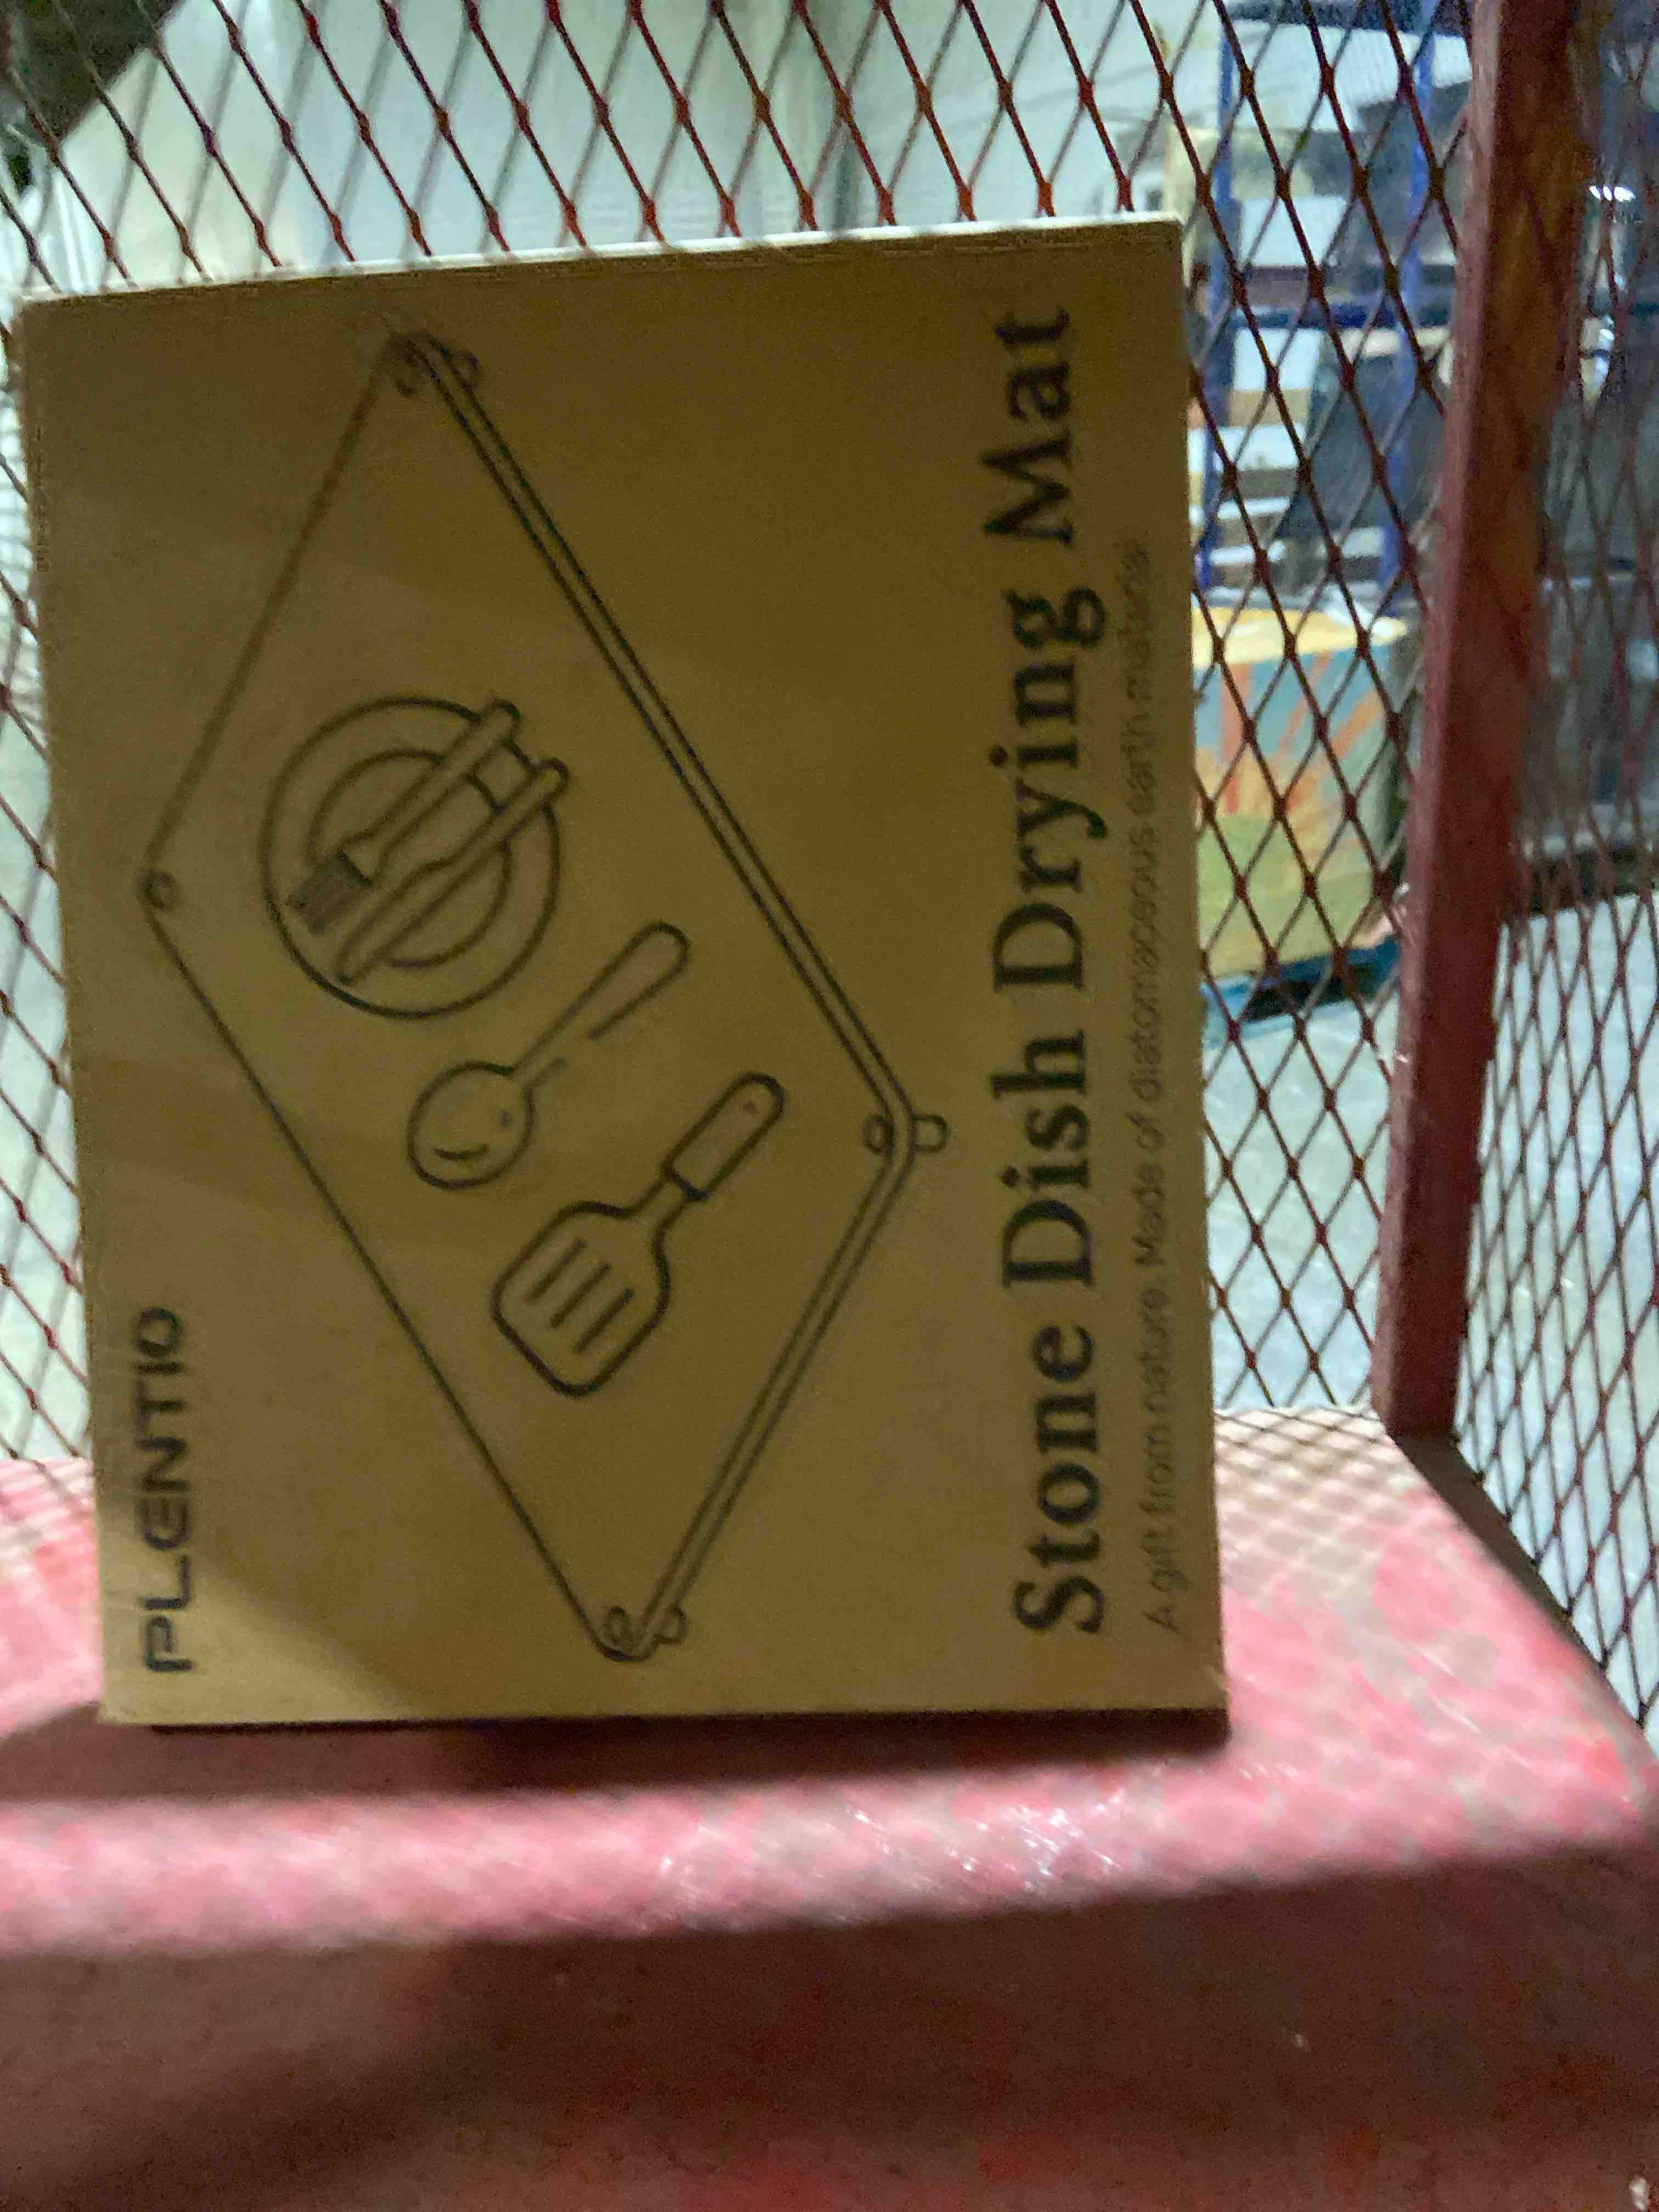 PLENTIO
Stone Dish Drying Mat
A gift from nature. Made of diatomaceous earth material